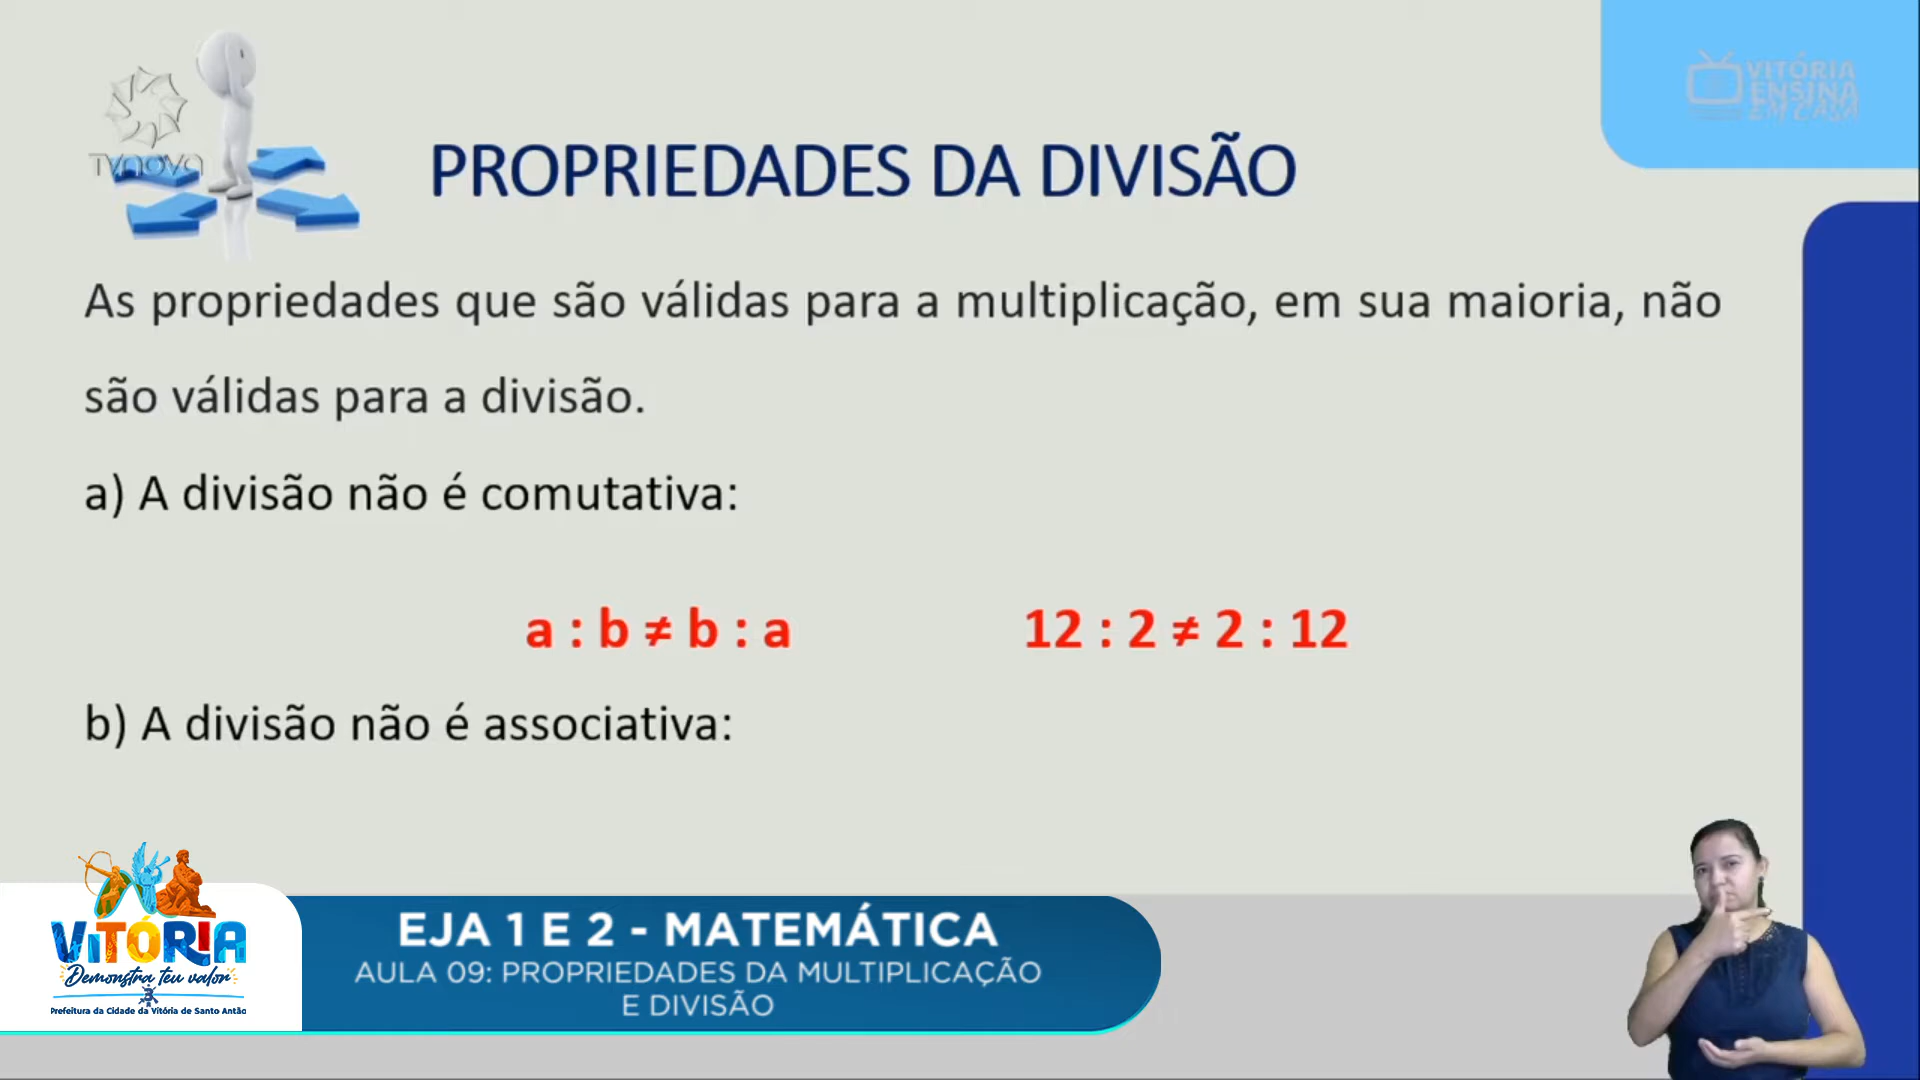 TVNOVA
VITÓRIA
ENSINA
EM CASA
PROPRIEDADES DA DIVISÃO
As propriedades que são válidas para a multiplicação, em sua maioria, não
são válidas para a divisão.
a) A divisão não é comutativa:
a : b ≠ b : a 12 : 2 ≠ 2 : 12
b) A divisão não é associativa:
VITÓRIA
Demonstra teu valor
Prefeitura da Cidade da Vitória de Santo Antão
EJA 1 E 2 - MATEMÁTICA
AULA 09: PROPRIEDADES DA MULTIPLICAÇÃO
E DIVISÃO